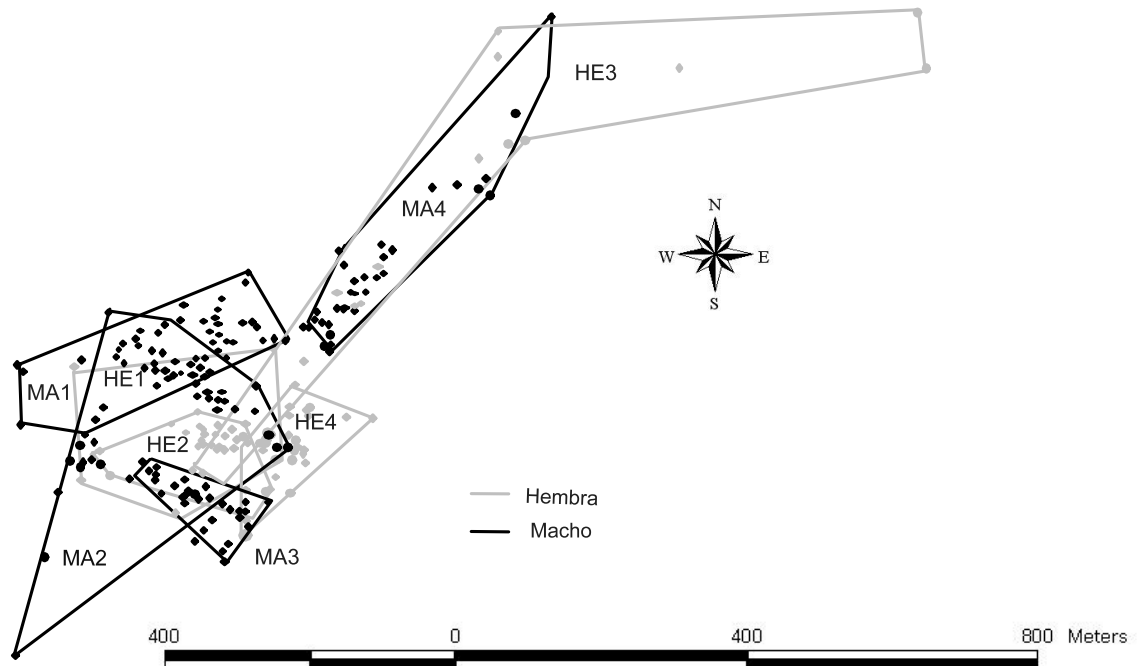 HE3
MA4
N
W E
S
MA1
HE1
HE4
HE2
Hembra
Macho
MA2
MA3
400 0 400 800 Meters